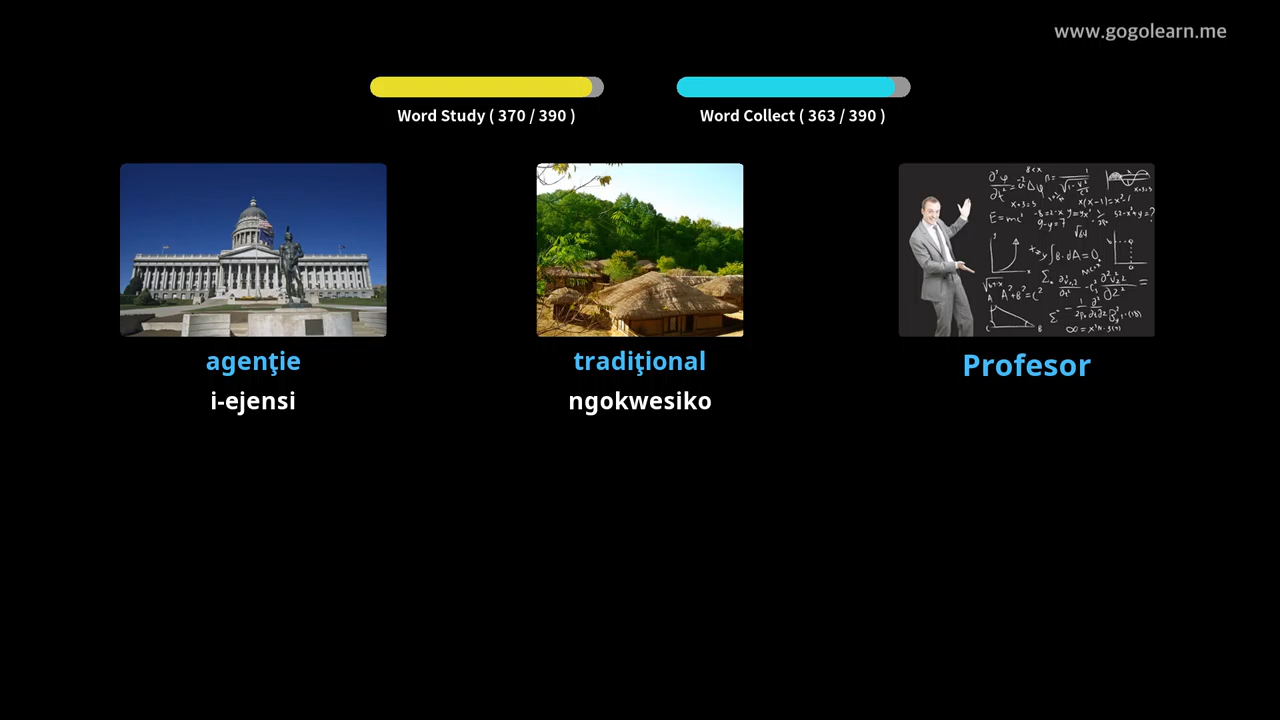 www.gogolearn.me
Word Study ( 370 / 390 )
Word Collect ( 363 / 390 )
agenţie
tradiţional
Profesor
i-ejensi
ngokwesiko